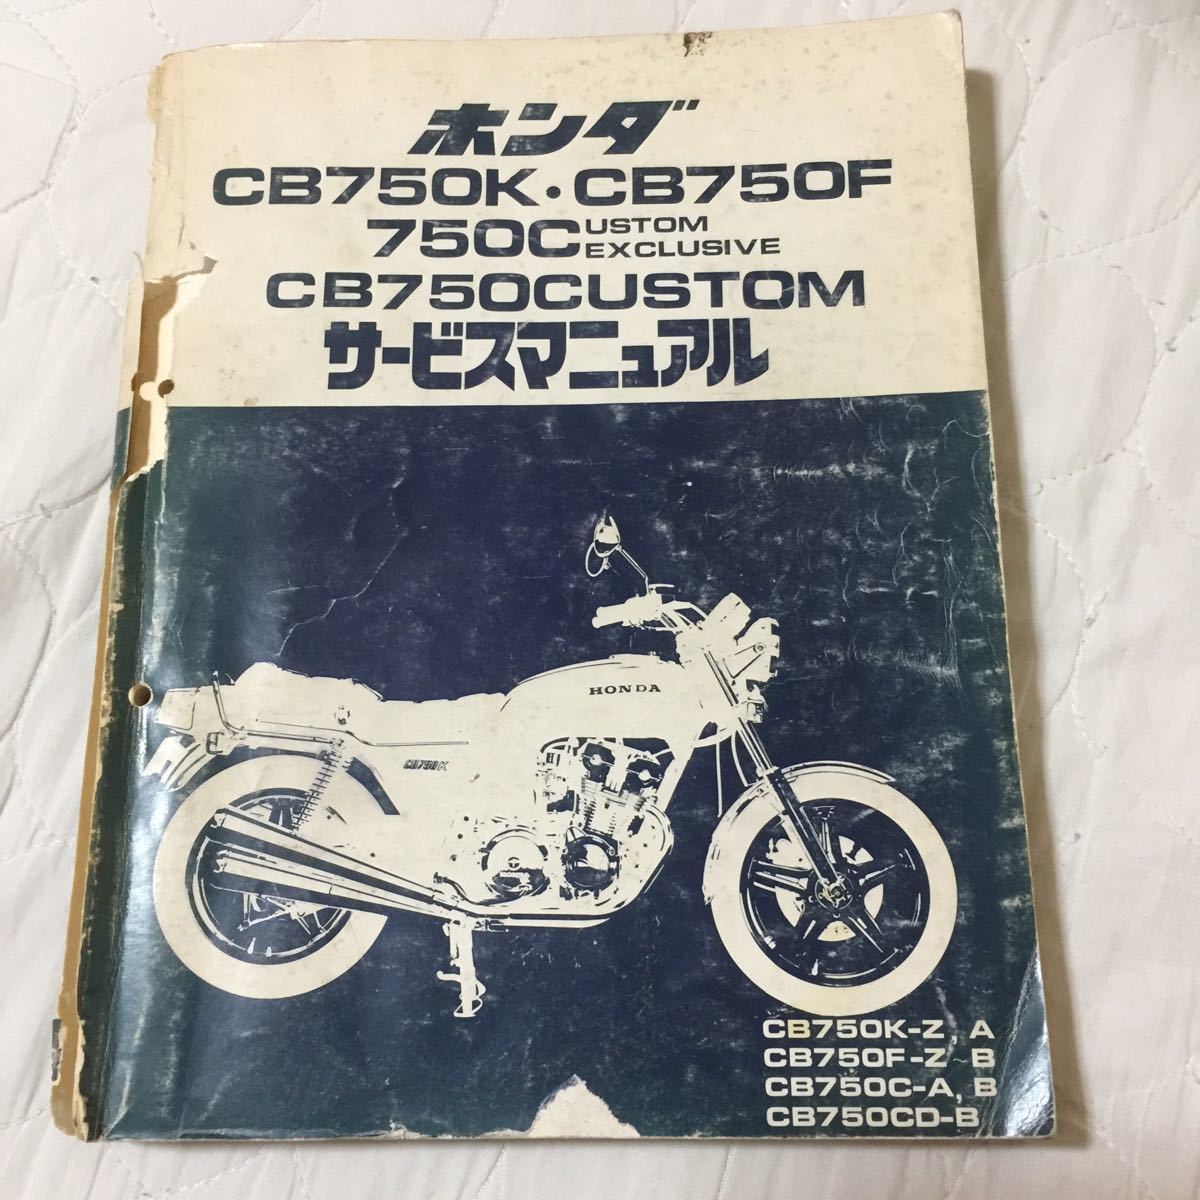 ホンダ
CB750K・CB750F
750CUSTOM
EXCLUSIVE
CB750CUSTOM
サービスマニュアル
HONDA
CB750K
CB750K-Z, A
CB750F-Z~B
CB750C-A, B
CB750CD-B